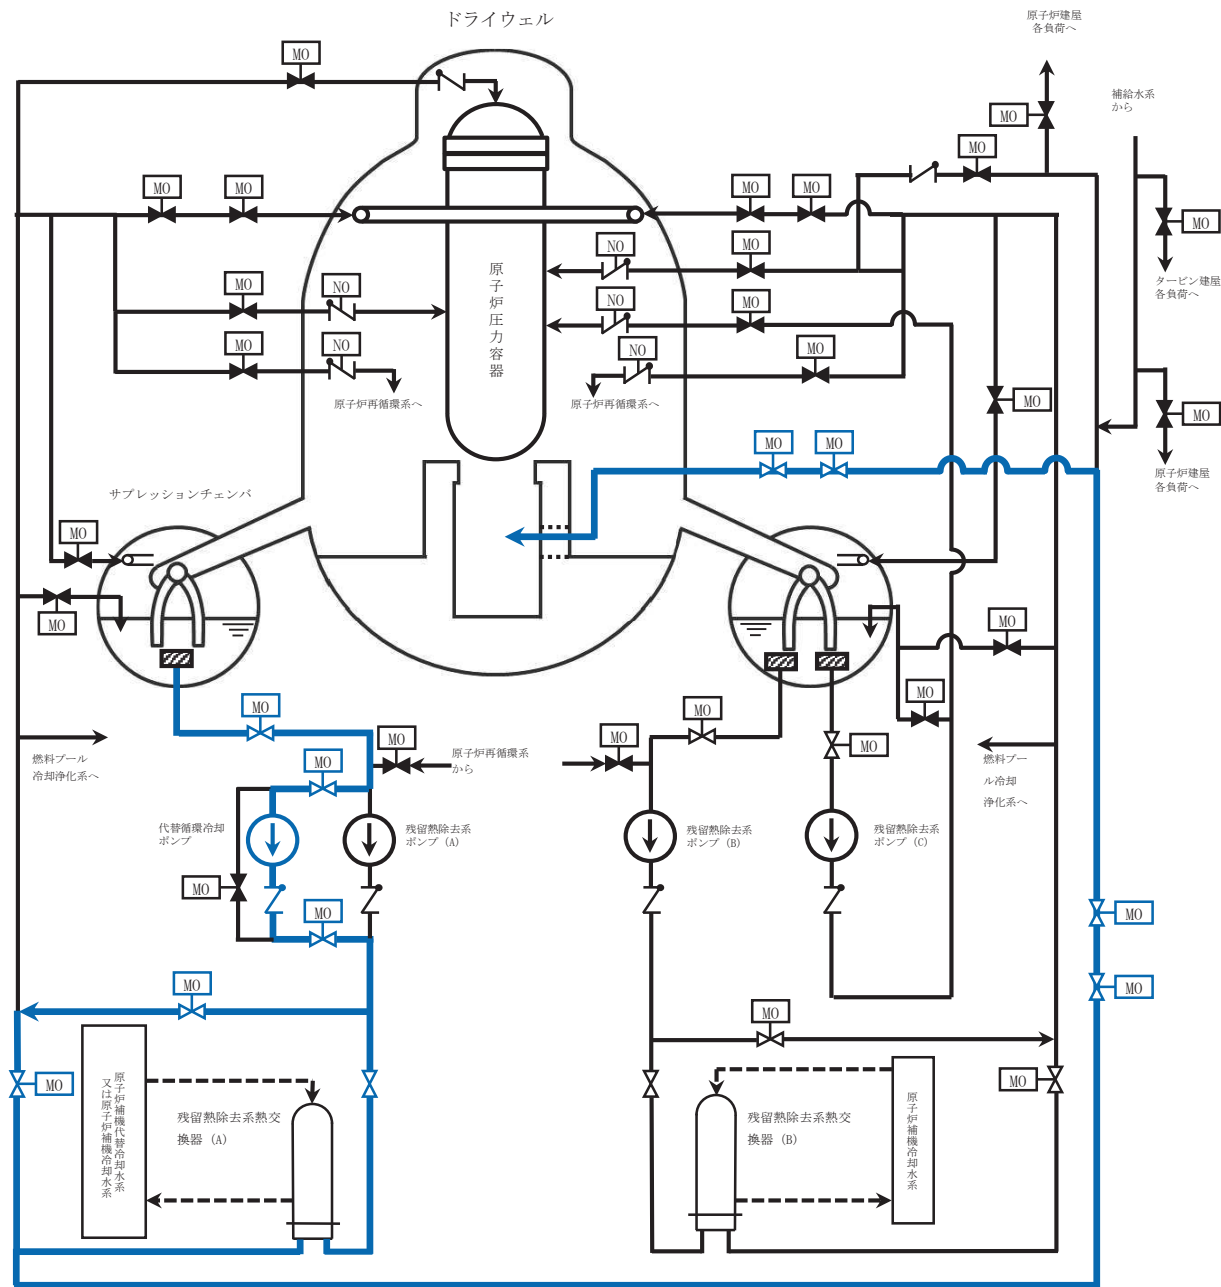 ドライウェル
原子炉建屋
各負荷へ
MO
補給水系
から
MO
MO
MO
MO
MO
MO
MO
NO
MO
タービン建屋
各負荷へ
原子炉圧力容器
MO
NO
NO
MO
MO
NO
NO
MO
原子炉再循環系へ
原子炉再循環系へ
MO
MO
MO
MO
原子炉建屋
各負荷へ
サプレッションチェンバ
MO
MO
MO
MO
MO
MO
MO
MO
MO
原子炉再循環系
から
MO
燃料プール
冷却浄化系へ
燃料プー
ル冷却
浄化系へ
MO
代替循環冷却
ポンプ
残留熱除去系
ポンプ(A)
残留熱除去系
ポンプ(B)
残留熱除去系
ポンプ(C)
MO
MO
MO
MO
MO
MO
MO
MO
原子炉補機代替冷却水系
又は原子炉補機冷却水系
残留熱除去系熱交
換器(A)
残留熱除去系熱交
換器(B)
原子炉補機冷却水系